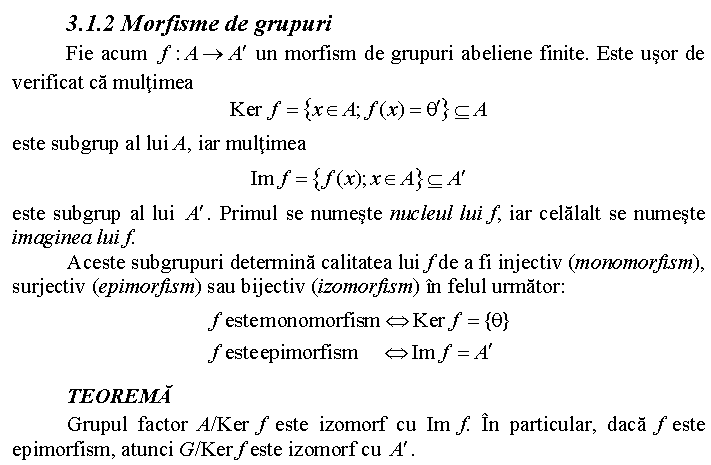 3.1.2 Morfisme de grupuri
Fie acum f : A → A′ un morfism de grupuri abeliene finite. Este uşor de
verificat că mulţimea
Ker f = {x ∈ A; f(x) = θ′} ⊆ A
este subgrup al lui A, iar mulţimea
Im f = {f(x); x ∈ A} ⊆ A′
este subgrup al lui A′. Primul se numeşte nucleul lui f, iar celălalt se numeşte
imaginea lui f.
Aceste subgrupuri determină calitatea lui f de a fi injectiv (monomorfism),
surjectiv (epimorfism) sau bijectiv (izomorfism) în felul următor:
f este monomorfism ⇔ Ker f = {θ}
f este epimorfism ⇔ Im f = A′
TEOREMĂ
Grupul factor A/Ker f este izomorf cu Im f. În particular, dacă f este
epimorfism, atunci G/Ker f este izomorf cu A′.